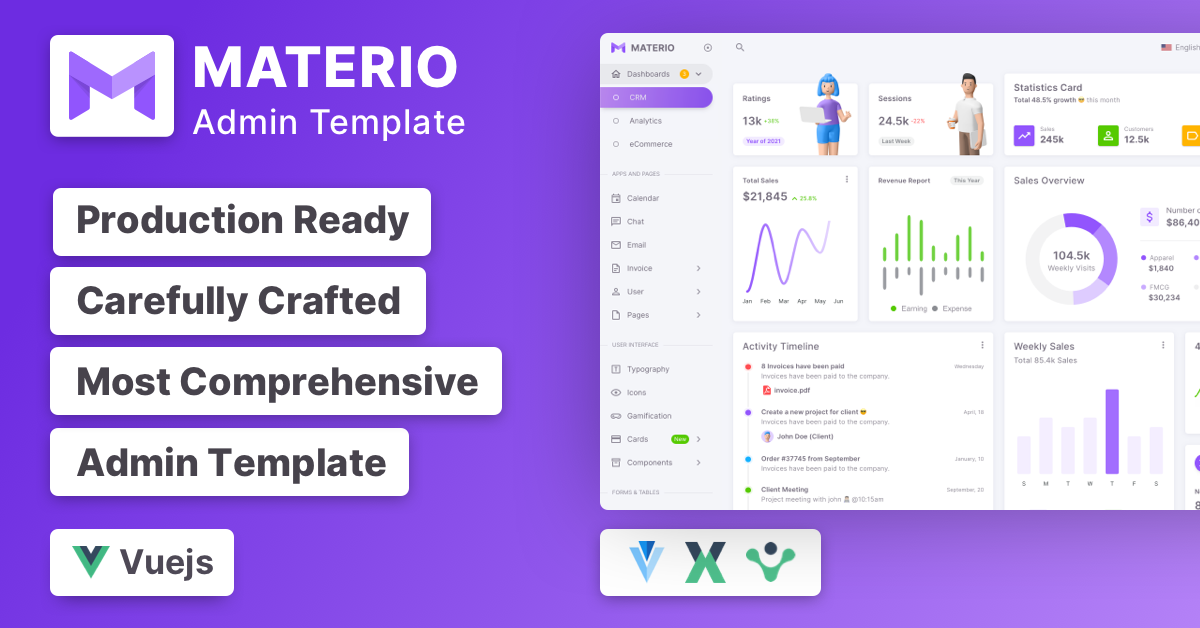 MATERIO
Admin Template
Production Ready
Carefully Crafted
Most Comprehensive
Admin Template
Vuejs
MATERIO
English
Dashboards
CRM
Analytics
eCommerce
APPS AND PAGES
Calendar
Chat
Email
Invoice
User
Pages
USER INTERFACE
Typography
Icons
Gamification
Cards New
Components
FORMS & TABLES
Ratings
13k +38%
Year of 2021
Sessions
24.5k -22%
Last Week
Statistics Card
Total 48.5% growth 😎 this month
Sales
245k
Customers
12.5k
Total Sales
$21,845 25.8%
Jan Feb Mar Apr May Jun
Revenue Report This Year
Earning Expense
Sales Overview
104.5k
Weekly Visits
Number
$86,40
Apparel
$1,840
FMCG
$30,234
Activity Timeline
8 Invoices have been paid Wednesday
Invoices have been paid to the company.
invoice.pdf
Create a new project for client 😎 April, 18
Invoices have been paid to the company.
John Doe (Client)
Order #37745 from September January, 10
Invoices have been paid to the company.
Client Meeting September, 20
Project meeting with john @10:15am
Weekly Sales
Total 85.4k Sales
S M T W T F S